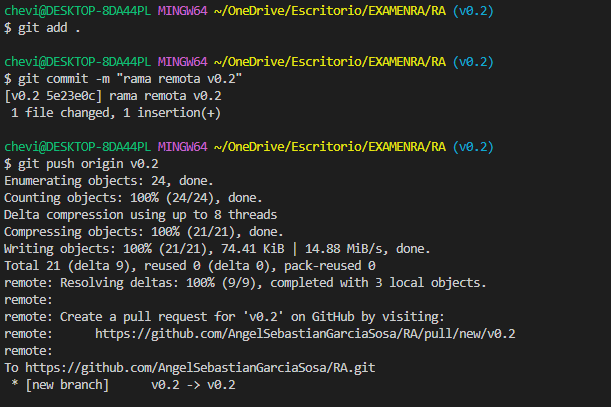 chevi@DESKTOP-8DA44PL MINGW64 ~/OneDrive/Escritorio/EXAMENRA/RA (v0.2)
$ git add .
chevi@DESKTOP-8DA44PL MINGW64 ~/OneDrive/Escritorio/EXAMENRA/RA (v0.2)
$ git commit -m "rama remota v0.2"
[v0.2 5e23e0c] rama remota v0.2
 1 file changed, 1 insertion(+)
chevi@DESKTOP-8DA44PL MINGW64 ~/OneDrive/Escritorio/EXAMENRA/RA (v0.2)
$ git push origin v0.2
Enumerating objects: 24, done.
Counting objects: 100% (24/24), done.
Delta compression using up to 8 threads
Compressing objects: 100% (21/21), done.
Writing objects: 100% (21/21), 74.41 KiB | 14.88 MiB/s, done.
Total 21 (delta 9), reused 0 (delta 0), pack-reused 0
remote: Resolving deltas: 100% (9/9), completed with 3 local objects.
remote:
remote: Create a pull request for 'v0.2' on GitHub by visiting:
remote:      https://github.com/AngelSebastianGarciaSosa/RA/pull/new/v0.2
remote:
To https://github.com/AngelSebastianGarciaSosa/RA.git
 * [new branch]      v0.2 -> v0.2